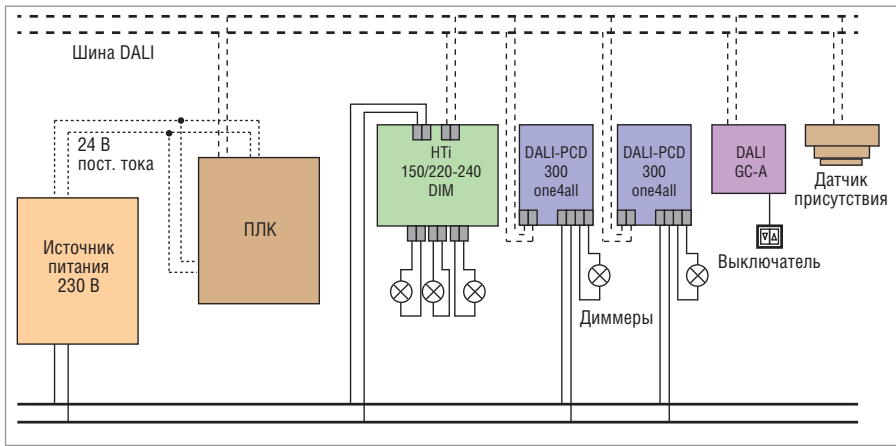 Шина DALI
24 В
пост. тока
Источник
питания
230 В
ПЛК
HTi
150/220-240
DIM
DALI-PCD
300
one4all
DALI-PCD
300
one4all
DALI
GC-A
Датчик
присутствия
Выключатель
Диммеры